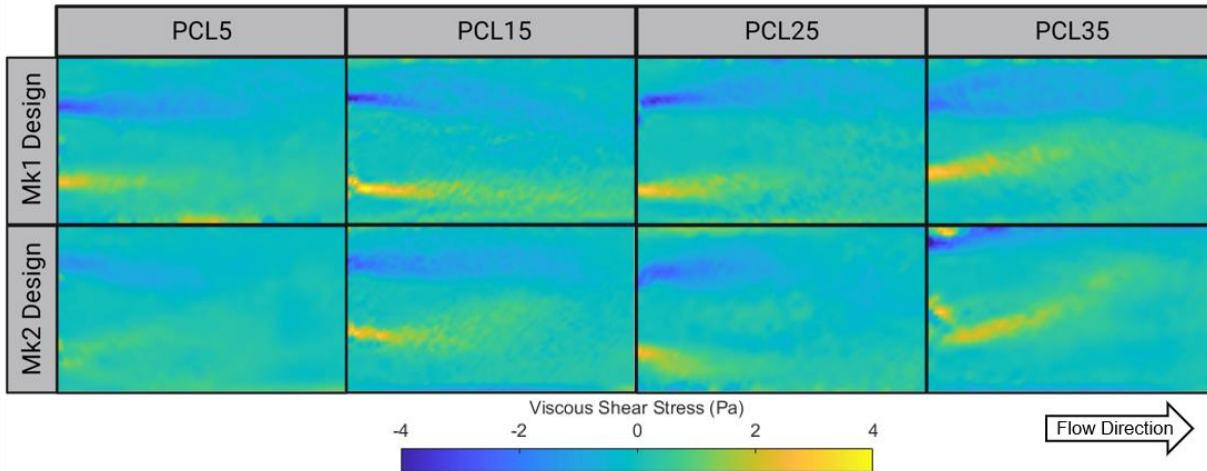 PCL5 PCL15 PCL25 PCL35
Mk1 Design
Mk2 Design
Viscous Shear Stress (Pa)
-4 -2 0 2 4
Flow Direction